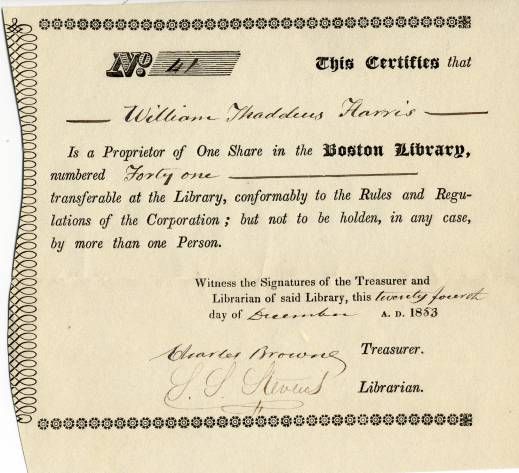 No. 41 This Certifies that
William Thaddeus Harris
Is a Proprietor of One Share in the Boston Library,
numbered Forty one
transferable at the Library, conformably to the Rules and Regu-
lations of the Corporation; but not to be holden, in any case,
by more than one Person.
Witness the Signatures of the Treasurer and
Librarian of said Library, this twenty fourth
day of December A. D. 1853
Charles Browne Treasurer.
S. S. Stevens Librarian.